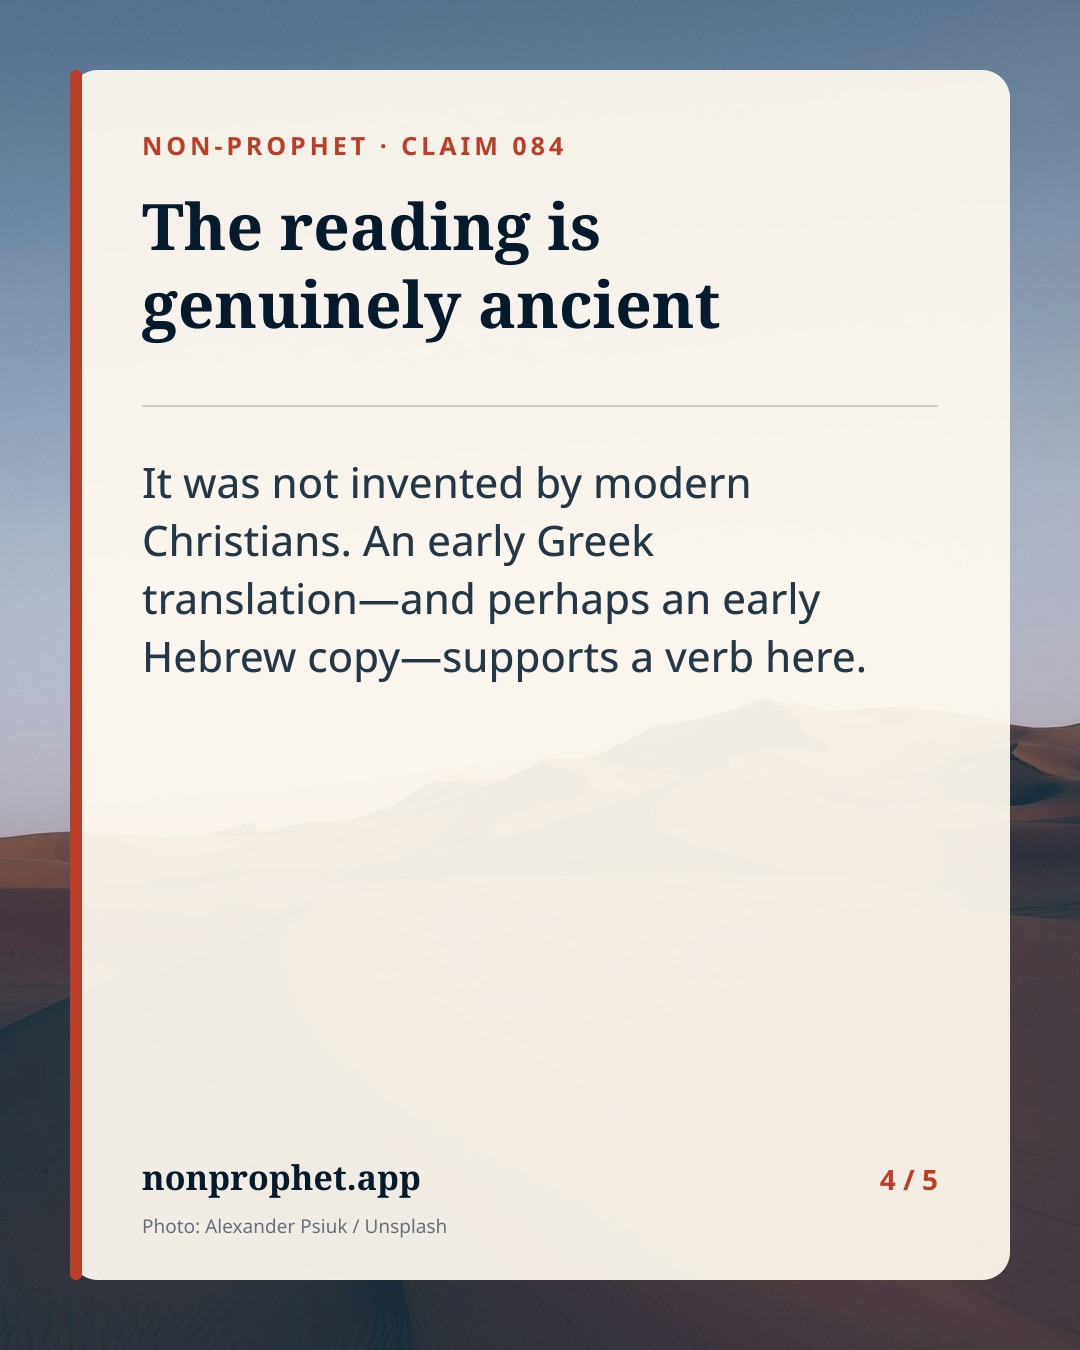 NON-PROPHET · CLAIM 084
The reading is
genuinely ancient
It was not invented by modern
Christians. An early Greek
translation—and perhaps an early
Hebrew copy—supports a verb here.
nonprophet.app
4 / 5
Photo: Alexander Psiuk / Unsplash